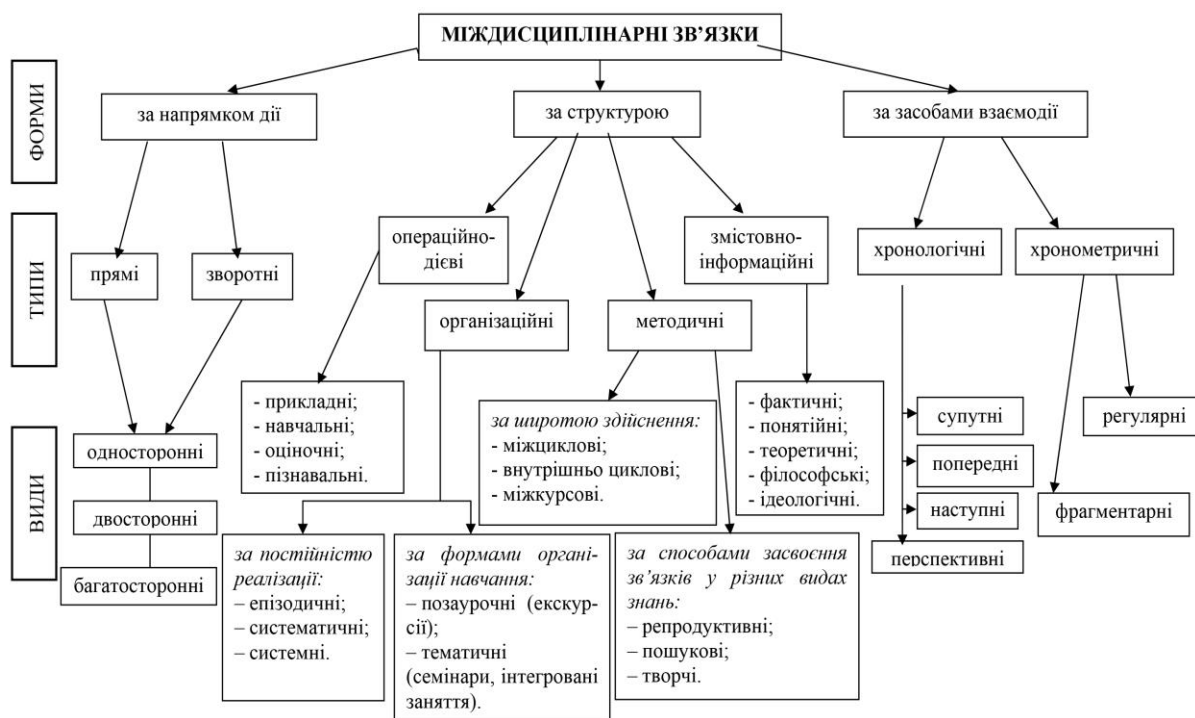 МІЖДИСЦИПЛІНАРНІ ЗВ’ЯЗКИ
ФОРМИ
за напрямком дії
за структурою
за засобами взаємодії
ТИПИ
прямі
зворотні
операційно-
дієві
організаційні
методичні
змістовно-
інформаційні
хронологічні
хронометричні
ВИДИ
односторонні
двосторонні
багатосторонні
- прикладні;
- навчальні;
- оціночні;
- пізнавальні.
за широтою здійснення:
- міжциклові;
- внутрішньо циклові;
- міжкурсові.
- фактичні;
- понятійні;
- теоретичні;
- філософські;
- ідеологічні.
супутні
попередні
наступні
перспективні
регулярні
фрагментарні
за постійністю
реалізації:
– епізодичні;
– систематичні;
– системні.
за формами органі-
зації навчання:
– позаурочні (екскур-
сії);
– тематичні
(семінари, інтегровані
заняття).
за способами засвоєння
зв’язків у різних видах
знань:
– репродуктивні;
– пошукові;
– творчі.